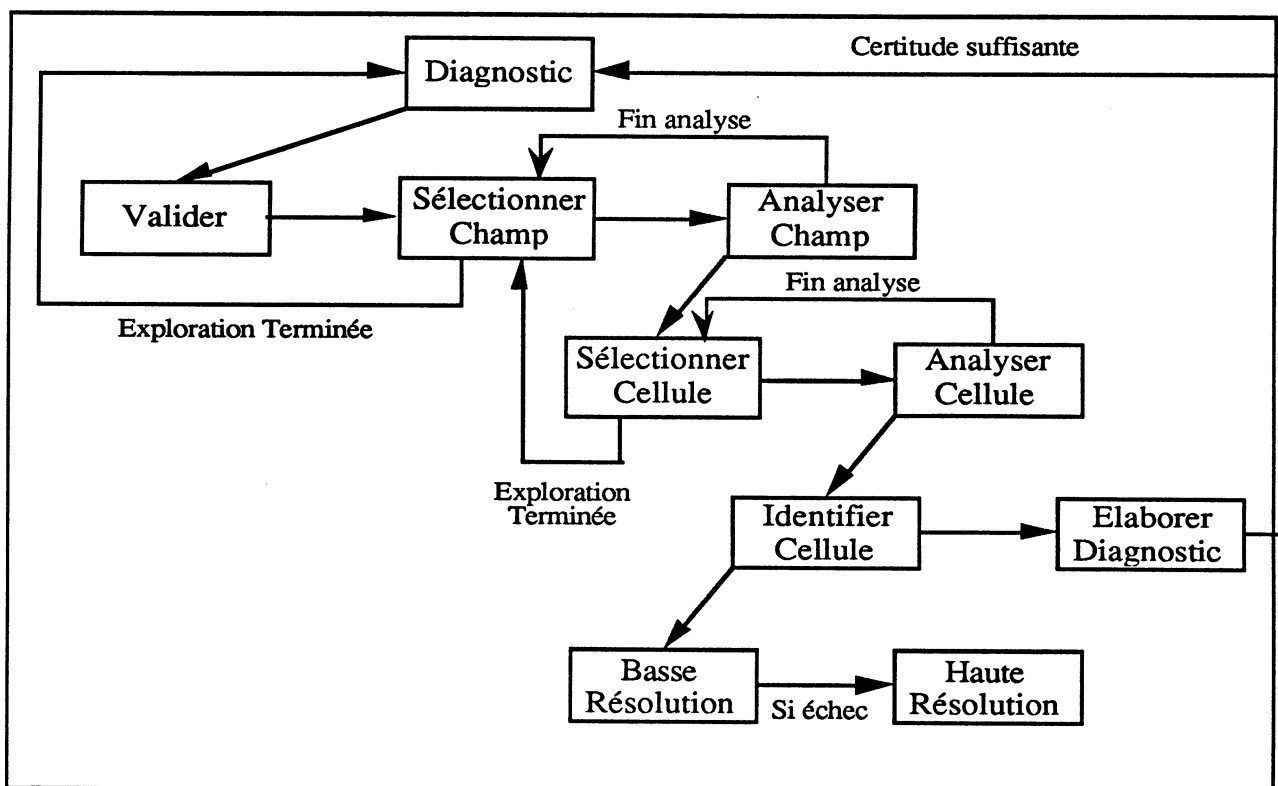 Certitude suffisante
Diagnostic
Fin analyse
Valider
Sélectionner
Champ
Analyser
Champ
Fin analyse
Exploration Terminée
Sélectionner
Cellule
Analyser
Cellule
Exploration
Terminée
Identifier
Cellule
Elaborer
Diagnostic
Basse
Résolution
Si échec
Haute
Résolution